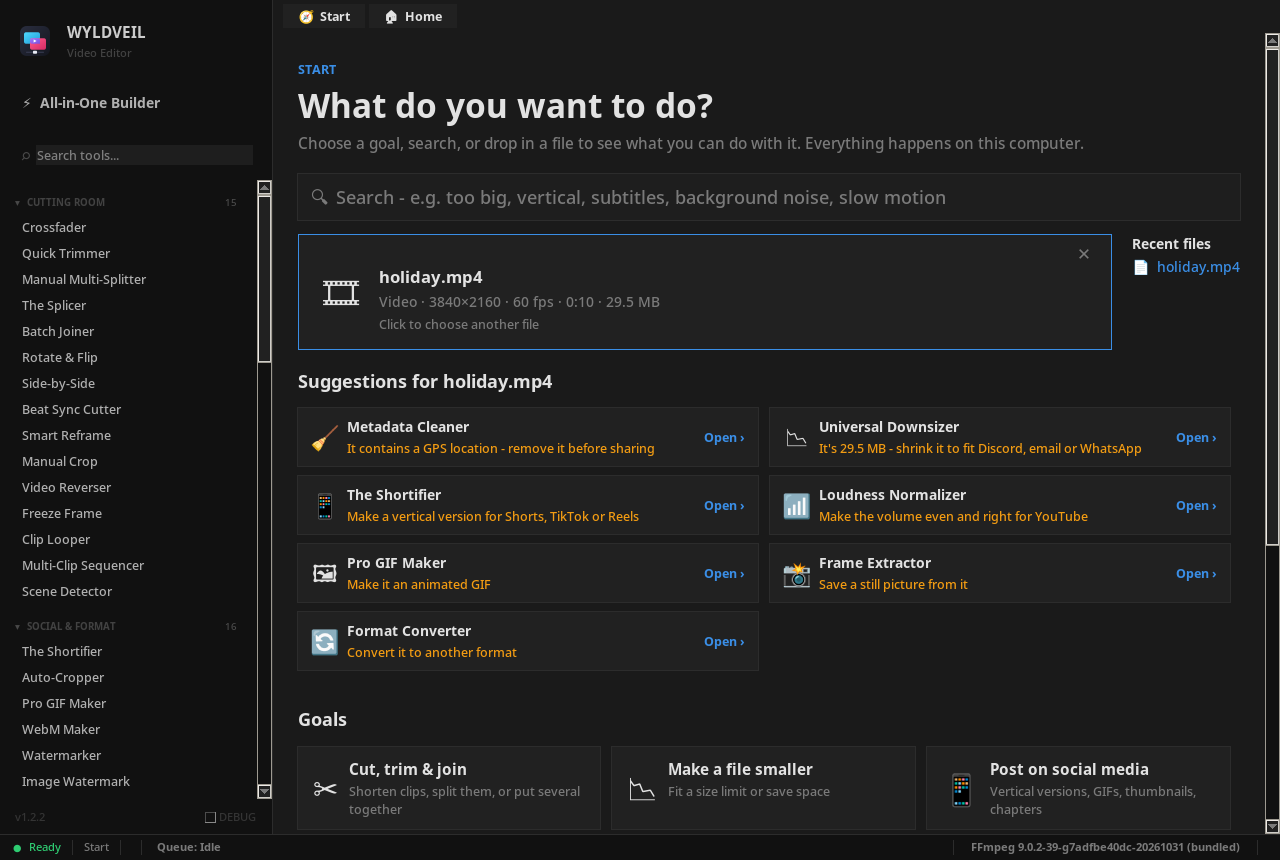 WYLDVEIL
Video Editor
All-in-One Builder
Search tools...
CUTTING ROOM 15
Crossfader
Quick Trimmer
Manual Multi-Splitter
The Splicer
Batch Joiner
Rotate & Flip
Side-by-Side
Beat Sync Cutter
Smart Reframe
Manual Crop
Video Reverser
Freeze Frame
Clip Looper
Multi-Clip Sequencer
Scene Detector
SOCIAL & FORMAT 16
The Shortifier
Auto-Cropper
Pro GIF Maker
WebM Maker
Watermarker
Image Watermark
v1.2.2 DEBUG
Start Home
START
What do you want to do?
Choose a goal, search, or drop in a file to see what you can do with it. Everything happens on this computer.
Search - e.g. too big, vertical, subtitles, background noise, slow motion
holiday.mp4
Video · 3840×2160 · 60 fps · 0:10 · 29.5 MB
Click to choose another file
Recent files
holiday.mp4
Suggestions for holiday.mp4
Metadata Cleaner
It contains a GPS location - remove it before sharing
Open ›
Universal Downsizer
It's 29.5 MB - shrink it to fit Discord, email or WhatsApp
Open ›
The Shortifier
Make a vertical version for Shorts, TikTok or Reels
Open ›
Loudness Normalizer
Make the volume even and right for YouTube
Open ›
Pro GIF Maker
Make it an animated GIF
Open ›
Frame Extractor
Save a still picture from it
Open ›
Format Converter
Convert it to another format
Open ›
Goals
Cut, trim & join
Shorten clips, split them, or put several
together
Make a file smaller
Fit a size limit or save space
Post on social media
Vertical versions, GIFs, thumbnails,
chapters
Ready Start Queue: Idle FFmpeg 9.0.2-39-g7adfbe40dc-20261031 (bundled)